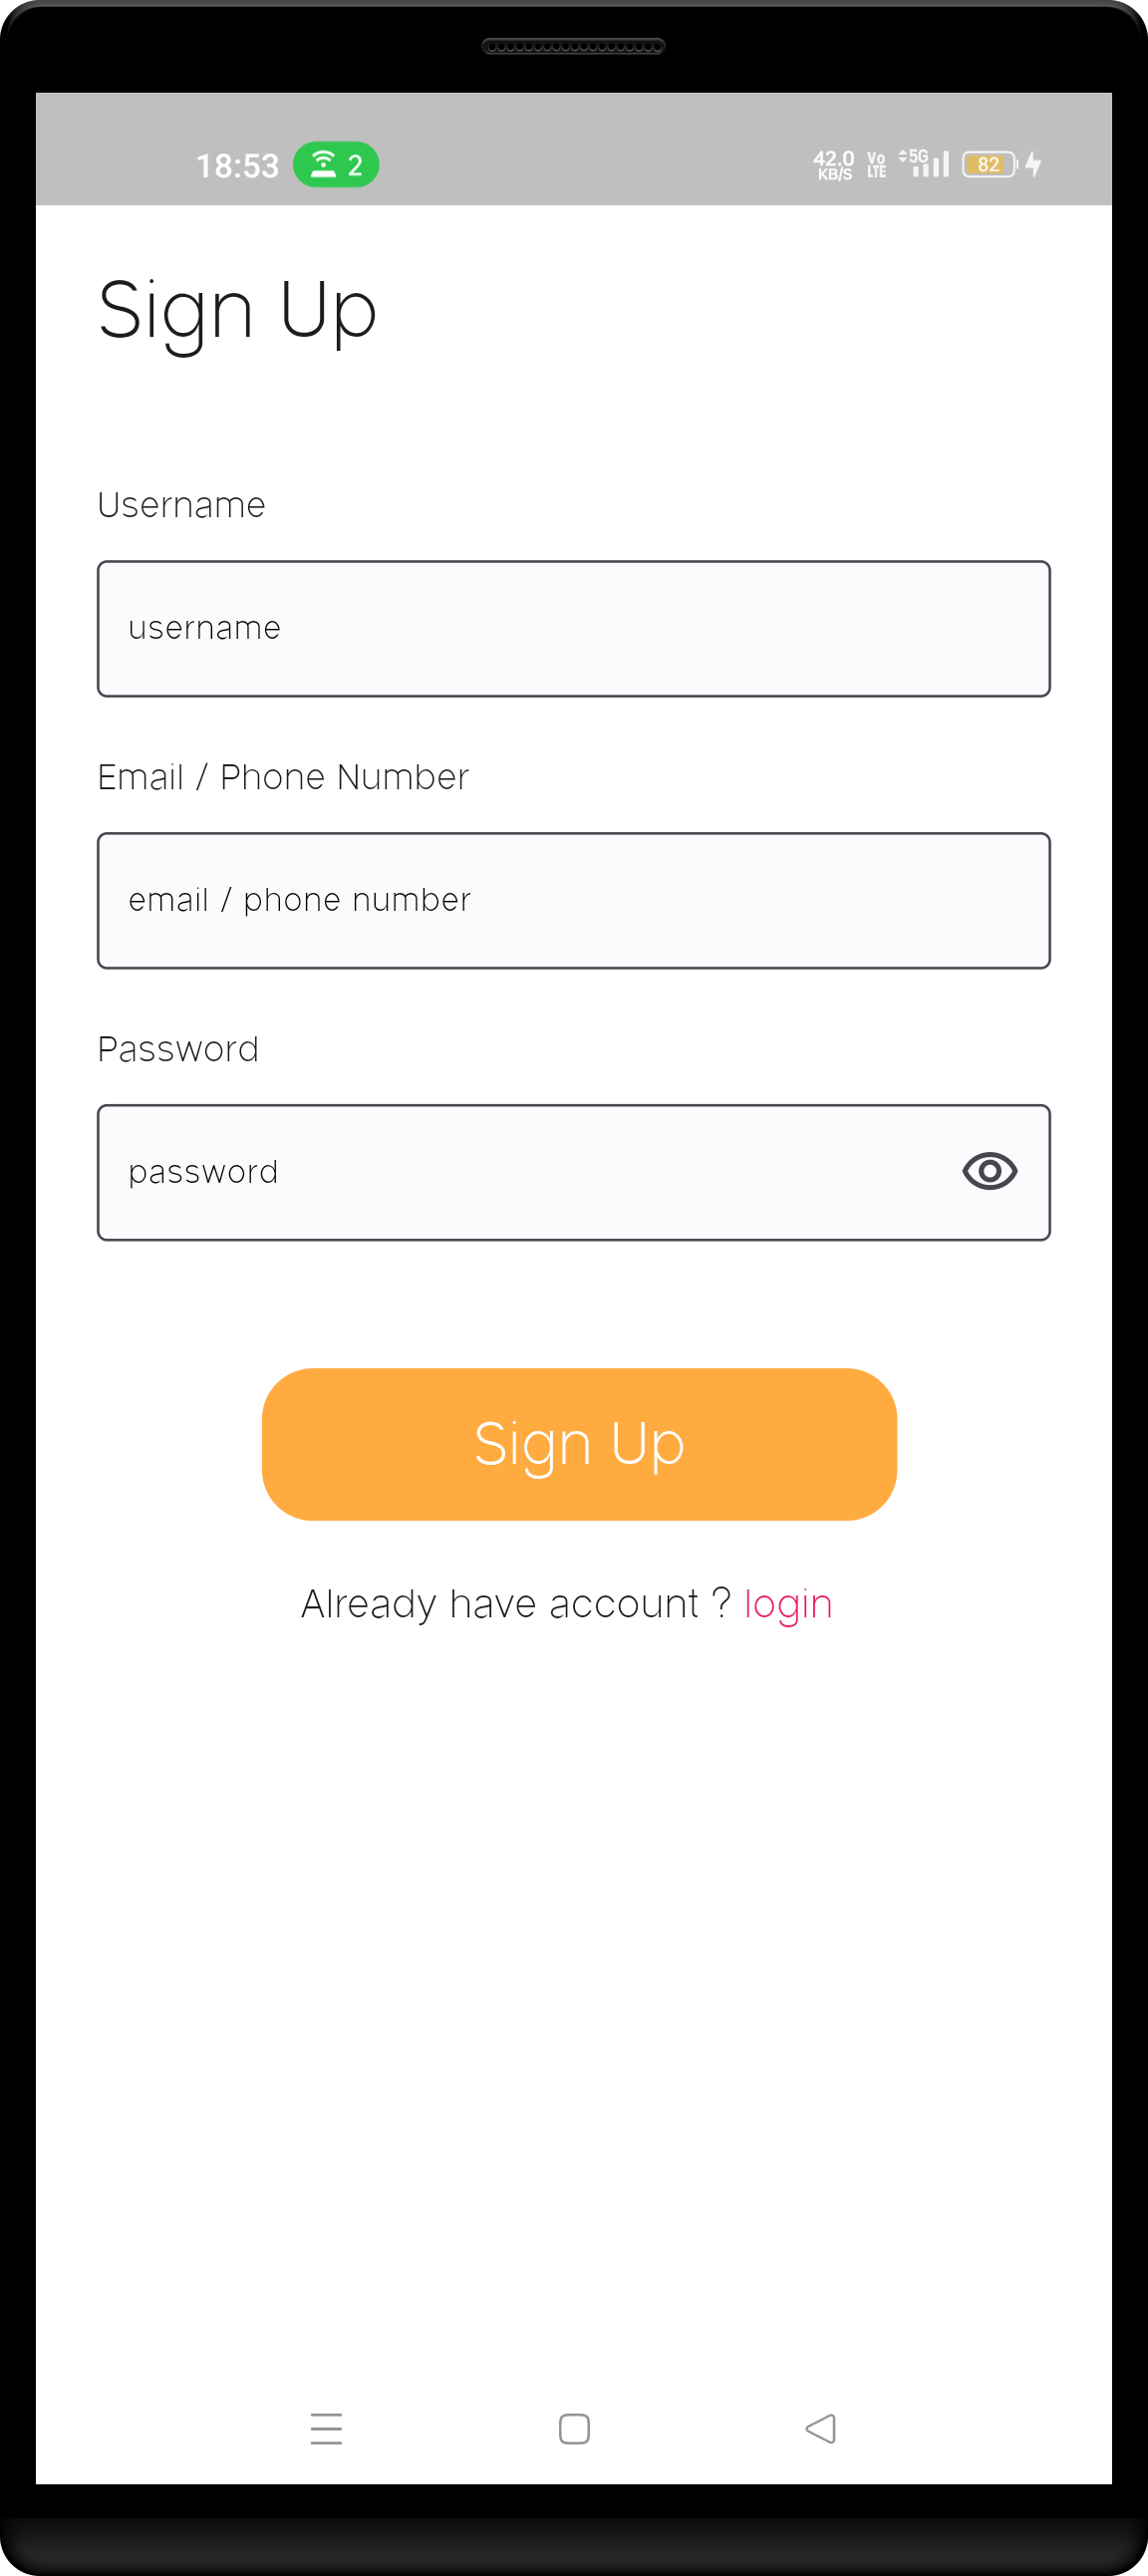 18:53 2 42.0 KB/S Vo LTE 5G 82
Sign Up
Username
username
Email / Phone Number
email / phone number
Password
password
Sign Up
Already have account ? login